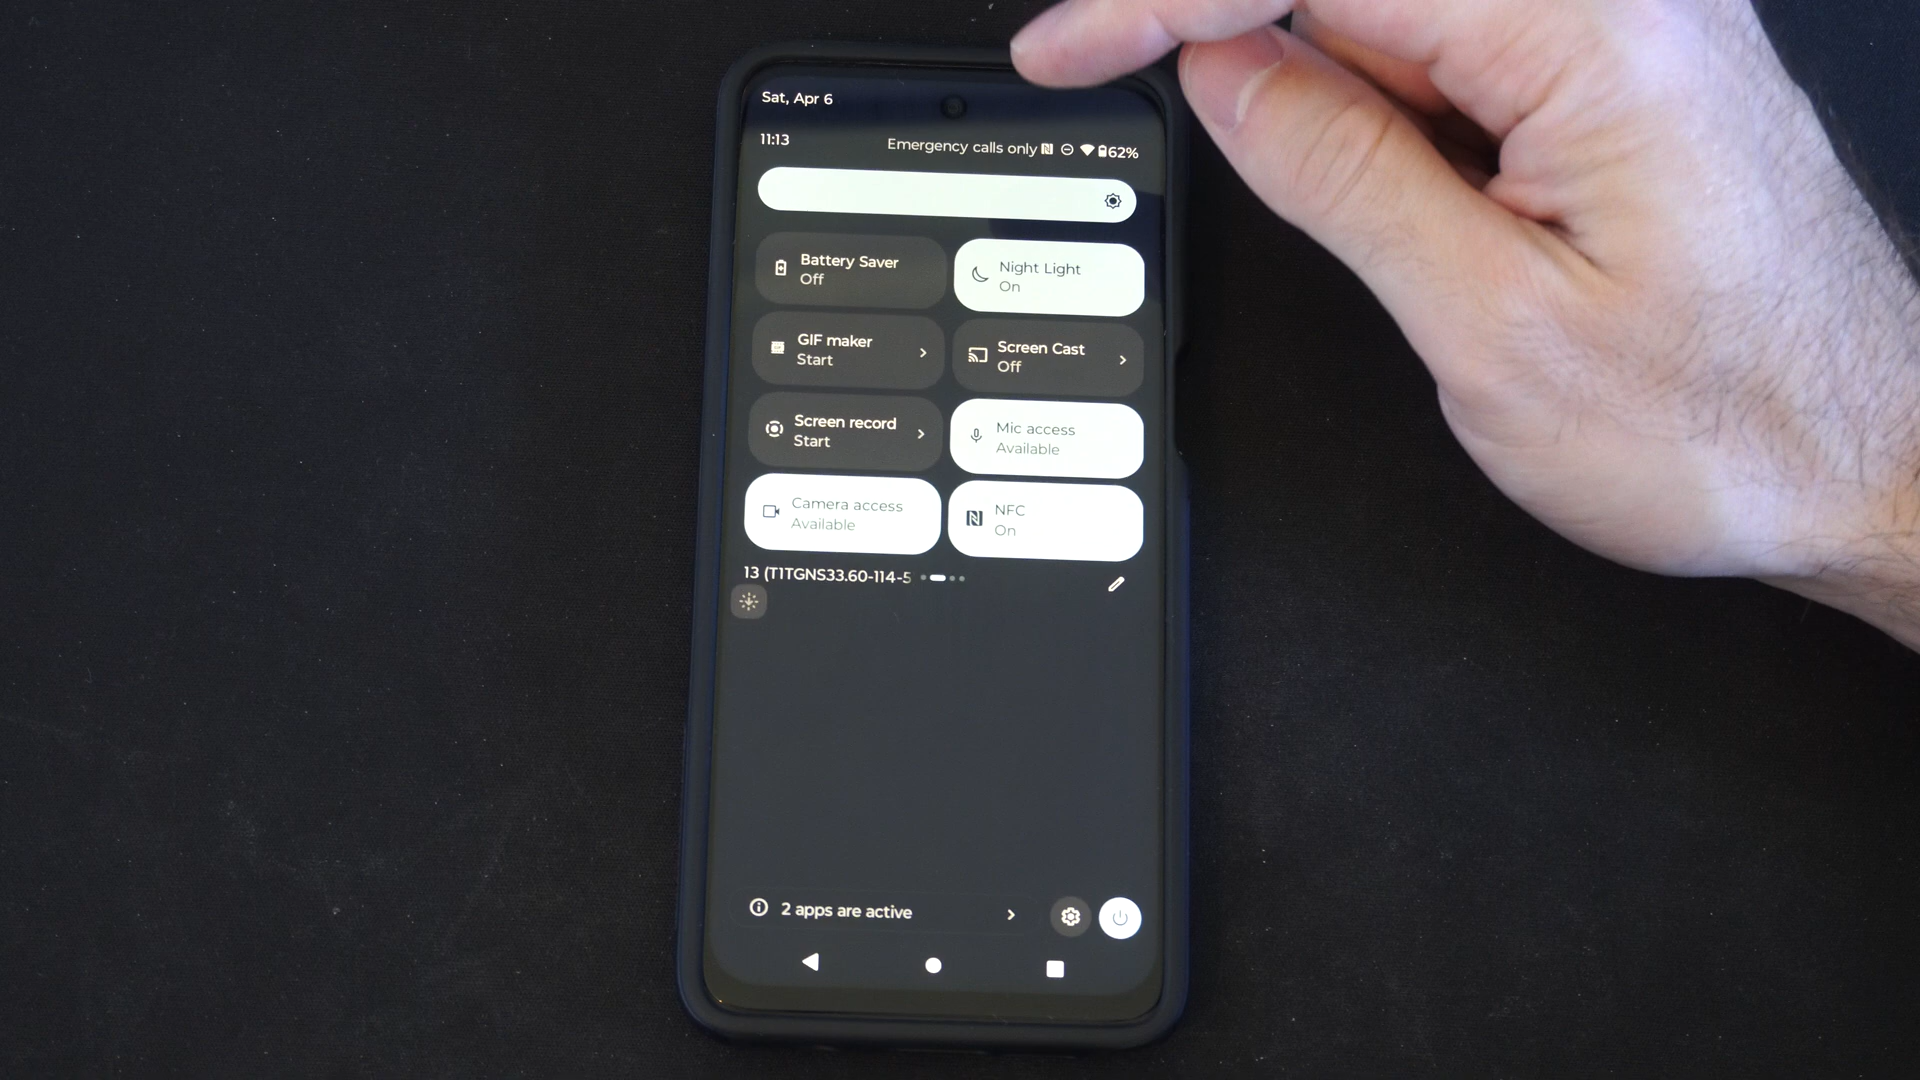 Sat, Apr 6
11:13
Emergency calls only 62%
Battery Saver
Off
Night Light
On
GIF maker
Start
Screen Cast
Off
Screen record
Start
Mic access
Available
Camera access
Available
NFC
On
13 (T1TGNS33.60-114-5
2 apps are active